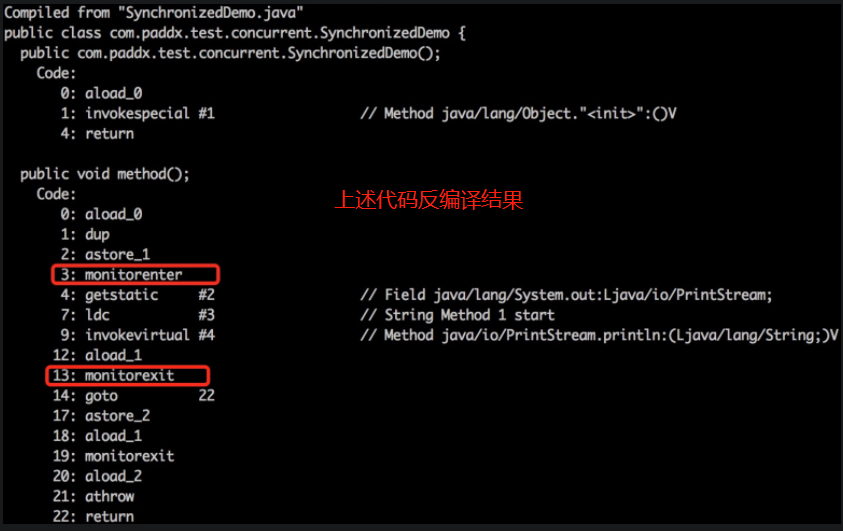 Compiled from "SynchronizedDemo.java"
public class com.paddx.test.concurrent.SynchronizedDemo {
  public com.paddx.test.concurrent.SynchronizedDemo();
    Code:
       0: aload_0
       1: invokespecial #1                  // Method java/lang/Object."<init>":()V
       4: return

  public void method();
上述代码反编译结果
    Code:
       0: aload_0
       1: dup
       2: astore_1
       3: monitorenter
       4: getstatic     #2                  // Field java/lang/System.out:Ljava/io/PrintStream;
       7: ldc           #3                  // String Method 1 start
       9: invokevirtual #4                  // Method java/io/PrintStream.println:(Ljava/lang/String;)V
      12: aload_1
      13: monitorexit
      14: goto          22
      17: astore_2
      18: aload_1
      19: monitorexit
      20: aload_2
      21: athrow
      22: return